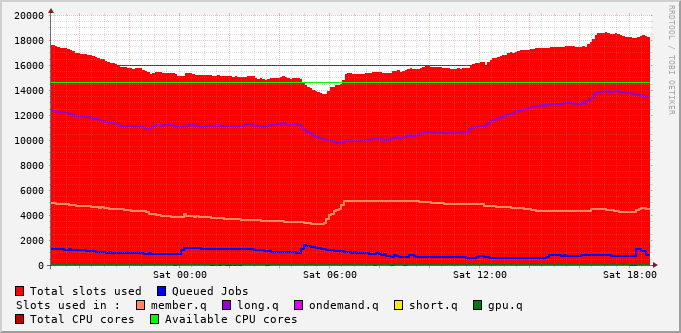 20000
18000
16000
14000
12000
10000
8000
6000
4000
2000
0
Sat 00:00 Sat 06:00 Sat 12:00 Sat 18:00
RRDTOOL / TOBI OETIKER
Total slots used Queued Jobs
Slots used in : member.q long.q ondemand.q short.q gpu.q
Total CPU cores Available CPU cores